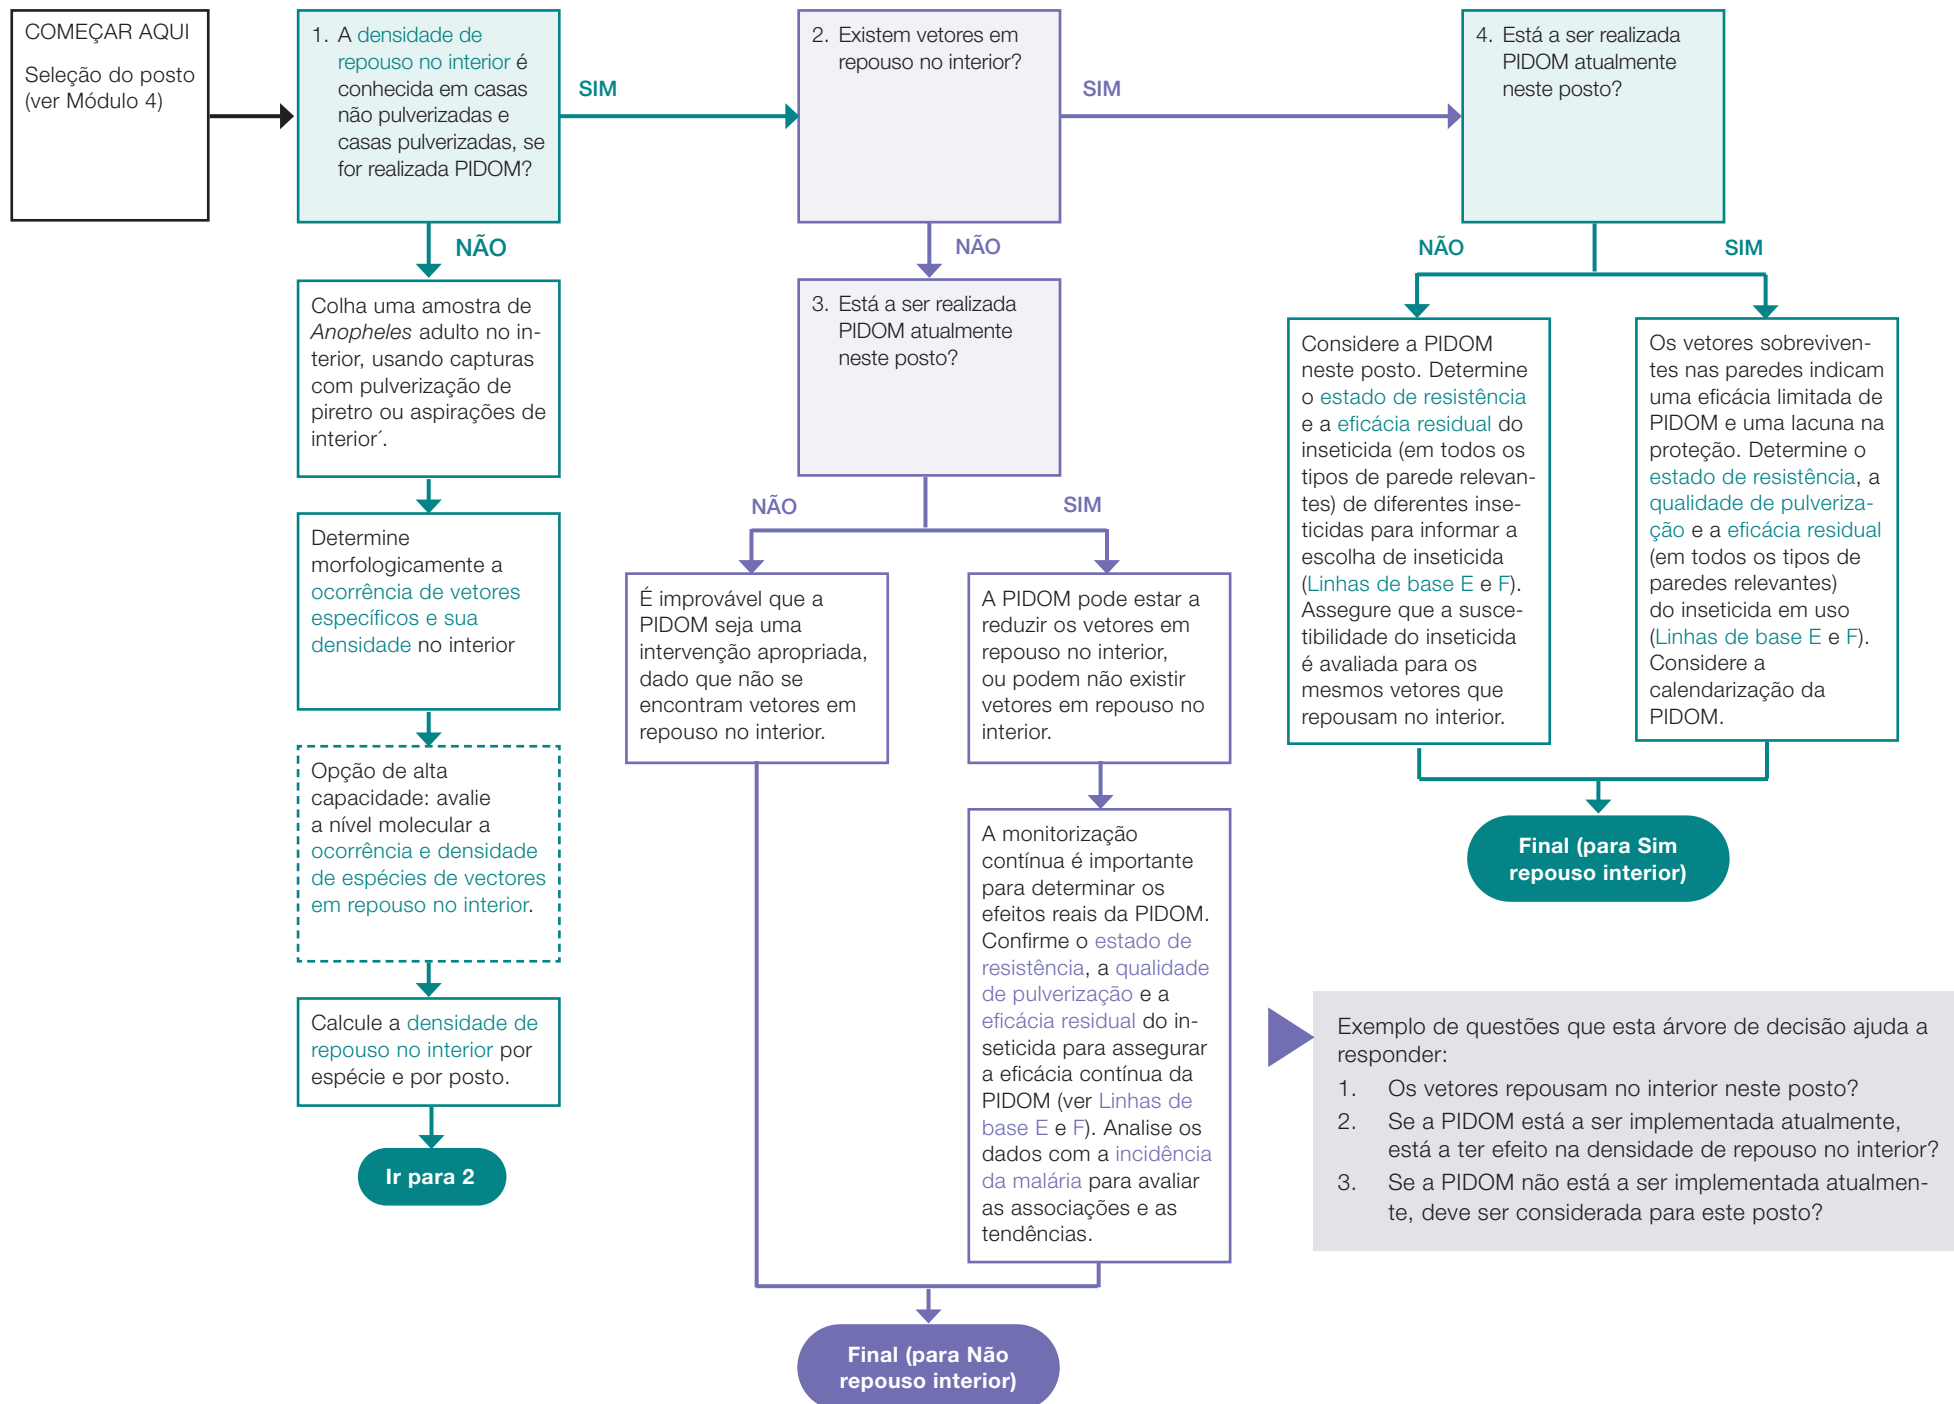 COMEÇAR AQUI
Seleção do posto
(ver Módulo 4)
1. A densidade de
repouso no interior é
conhecida em casas
não pulverizadas e
casas pulverizadas, se
for realizada PIDOM?
SIM
2. Existem vetores em
repouso no interior?
SIM
4. Está a ser realizada
PIDOM atualmente
neste posto?
NÃO
Colha uma amostra de
Anopheles adulto no in-
terior, usando capturas
com pulverização de
piretro ou aspirações de
interior´.
Determine
morfologicamente a
ocorrência de vetores
específicos e sua
densidade no interior
Opção de alta
capacidade: avalie
a nível molecular a
ocorrência e densidade
de espécies de vectores
em repouso no interior.
Calcule a densidade de
repouso no interior por
espécie e por posto.
Ir para 2
NÃO
3. Está a ser realizada
PIDOM atualmente
neste posto?
NÃO
SIM
É improvável que a
PIDOM seja uma
intervenção apropriada,
dado que não se
encontram vetores em
repouso no interior.
A PIDOM pode estar a
reduzir os vetores em
repouso no interior,
ou podem não existir
vetores em repouso no
interior.
A monitorização
contínua é importante
para determinar os
efeitos reais da PIDOM.
Confirme o estado de
resistência, a qualidade
de pulverização e a
eficácia residual do in-
seticida para assegurar
a eficácia contínua da
PIDOM (ver Linhas de
base E e F). Analise os
dados com a incidência
da malária para avaliar
as associações e as
tendências.
Final (para Não
repouso interior)
NÃO
SIM
Considere a PIDOM
neste posto. Determine
o estado de resistência
e a eficácia residual do
inseticida (em todos os
tipos de parede relevan-
tes) de diferentes inse-
ticidas para informar a
escolha de inseticida
(Linhas de base E e F).
Assegure que a susce-
tibilidade do inseticida
é avaliada para os
mesmos vetores que
repousam no interior.
Os vetores sobreviven-
tes nas paredes indicam
uma eficácia limitada de
PIDOM e uma lacuna na
proteção. Determine o
estado de resistência, a
qualidade de pulveriza-
ção e a eficácia residual
(em todos os tipos de
paredes relevantes)
do inseticida em uso
(Linhas de base E e F).
Considere a
calendarização da
PIDOM.
Final (para Sim
repouso interior)
Exemplo de questões que esta árvore de decisão ajuda a
responder:
1. Os vetores repousam no interior neste posto?
2. Se a PIDOM está a ser implementada atualmente,
está a ter efeito na densidade de repouso no interior?
3. Se a PIDOM não está a ser implementada atualmen-
te, deve ser considerada para este posto?